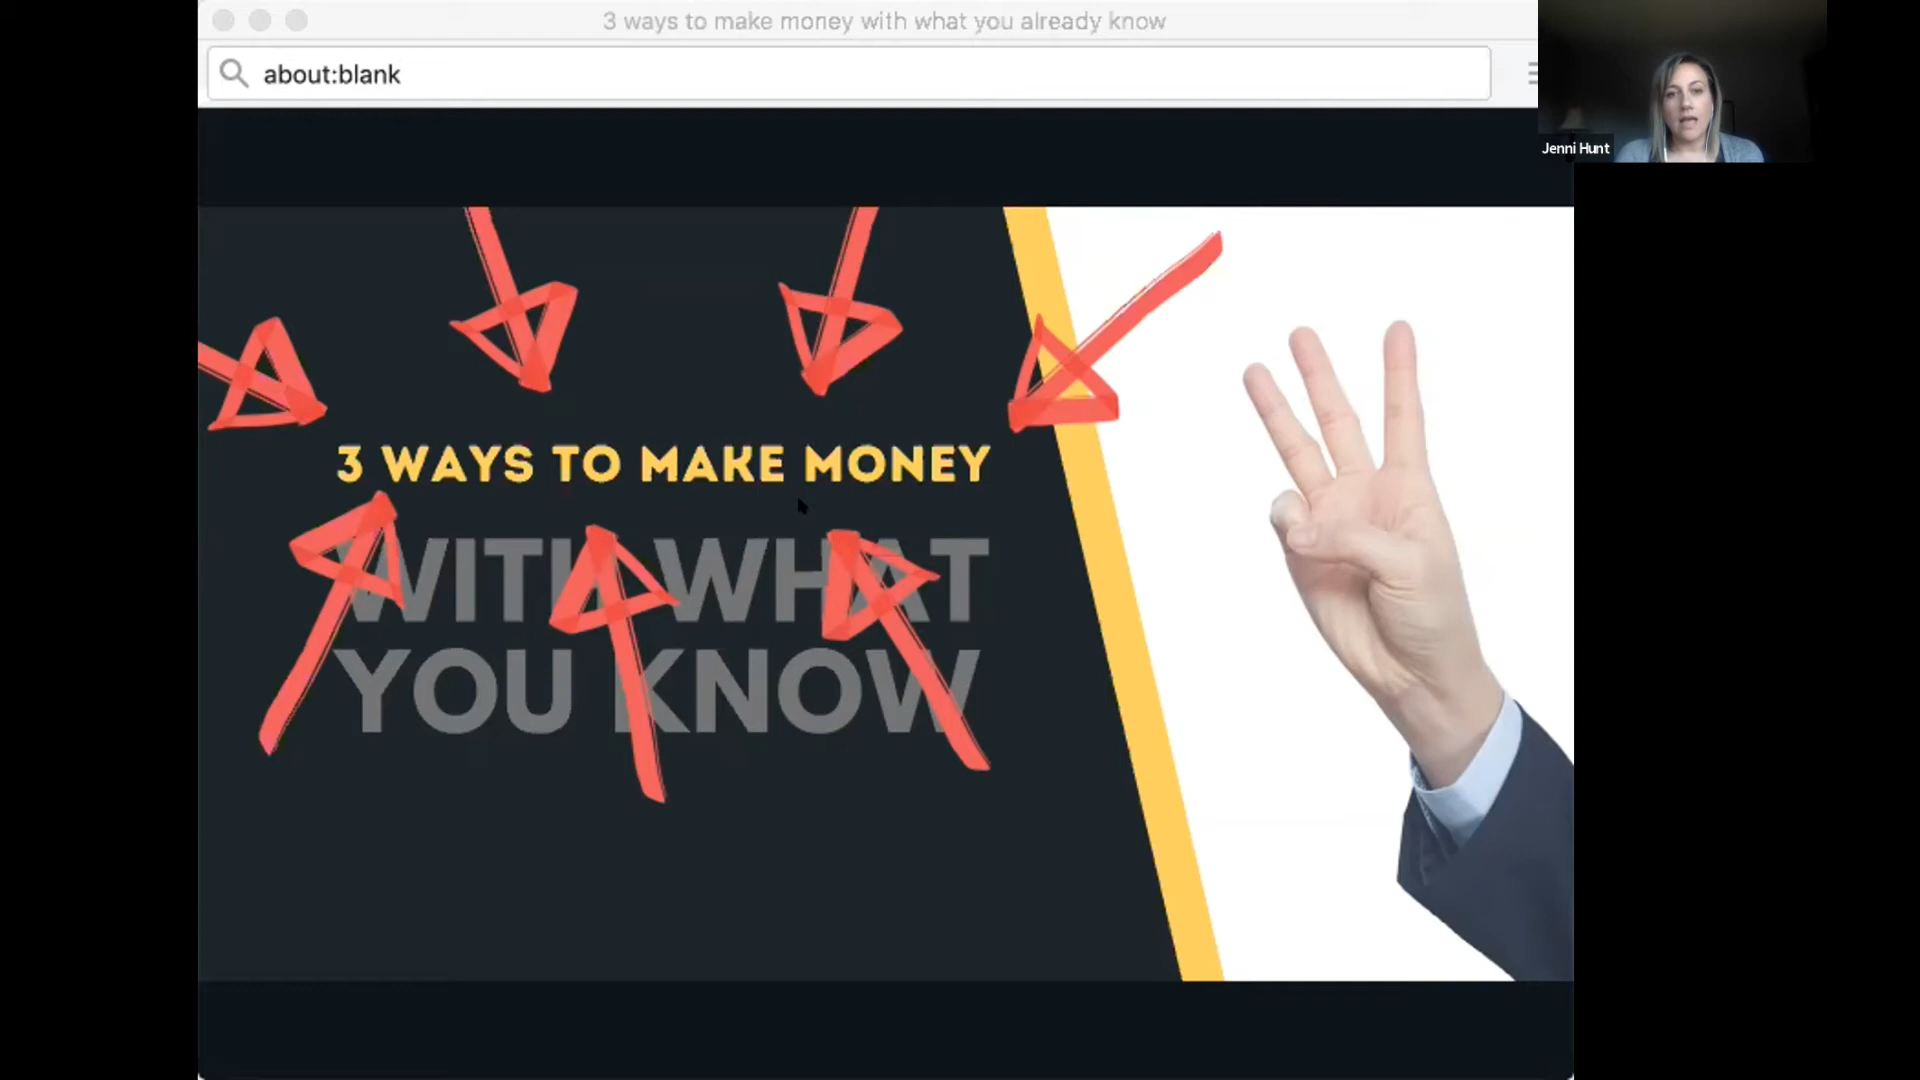 3 ways to make money with what you already know
about:blank
Jenni Hunt
3 WAYS TO MAKE MONEY
WITH WHAT
YOU KNOW